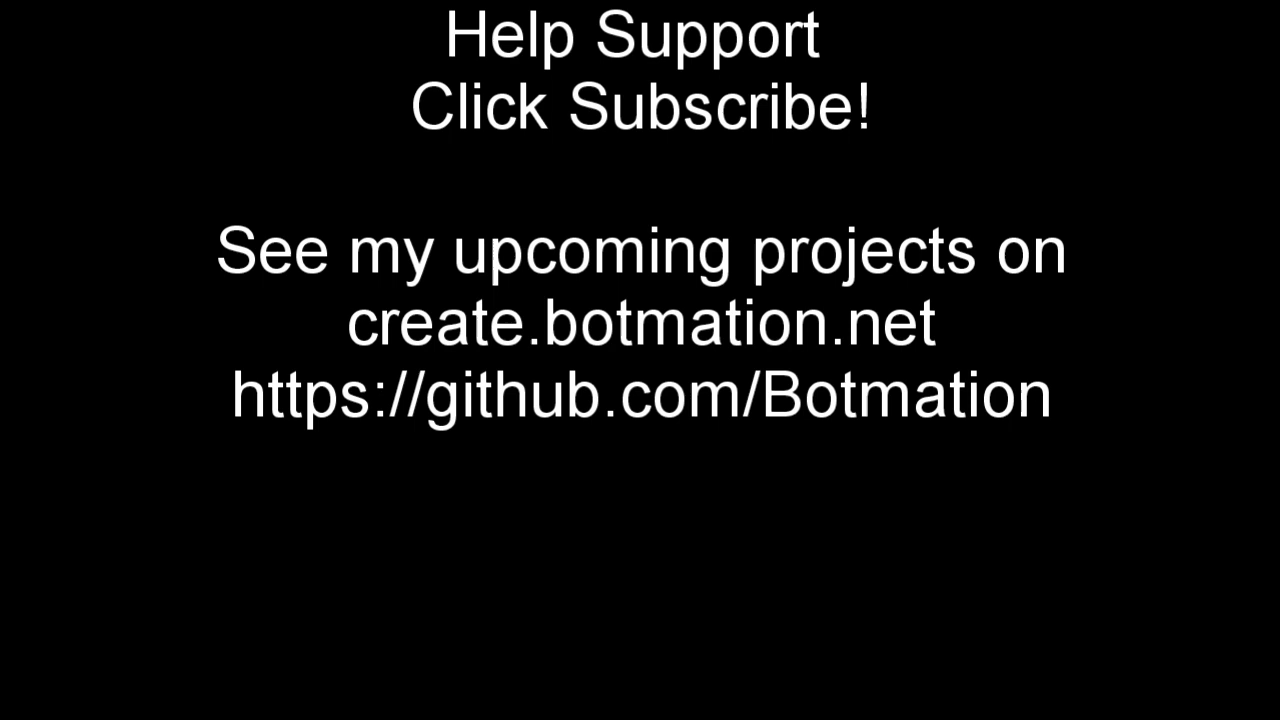 Help Support
Click Subscribe!
See my upcoming projects on
create.botmation.net
https://github.com/Botmation